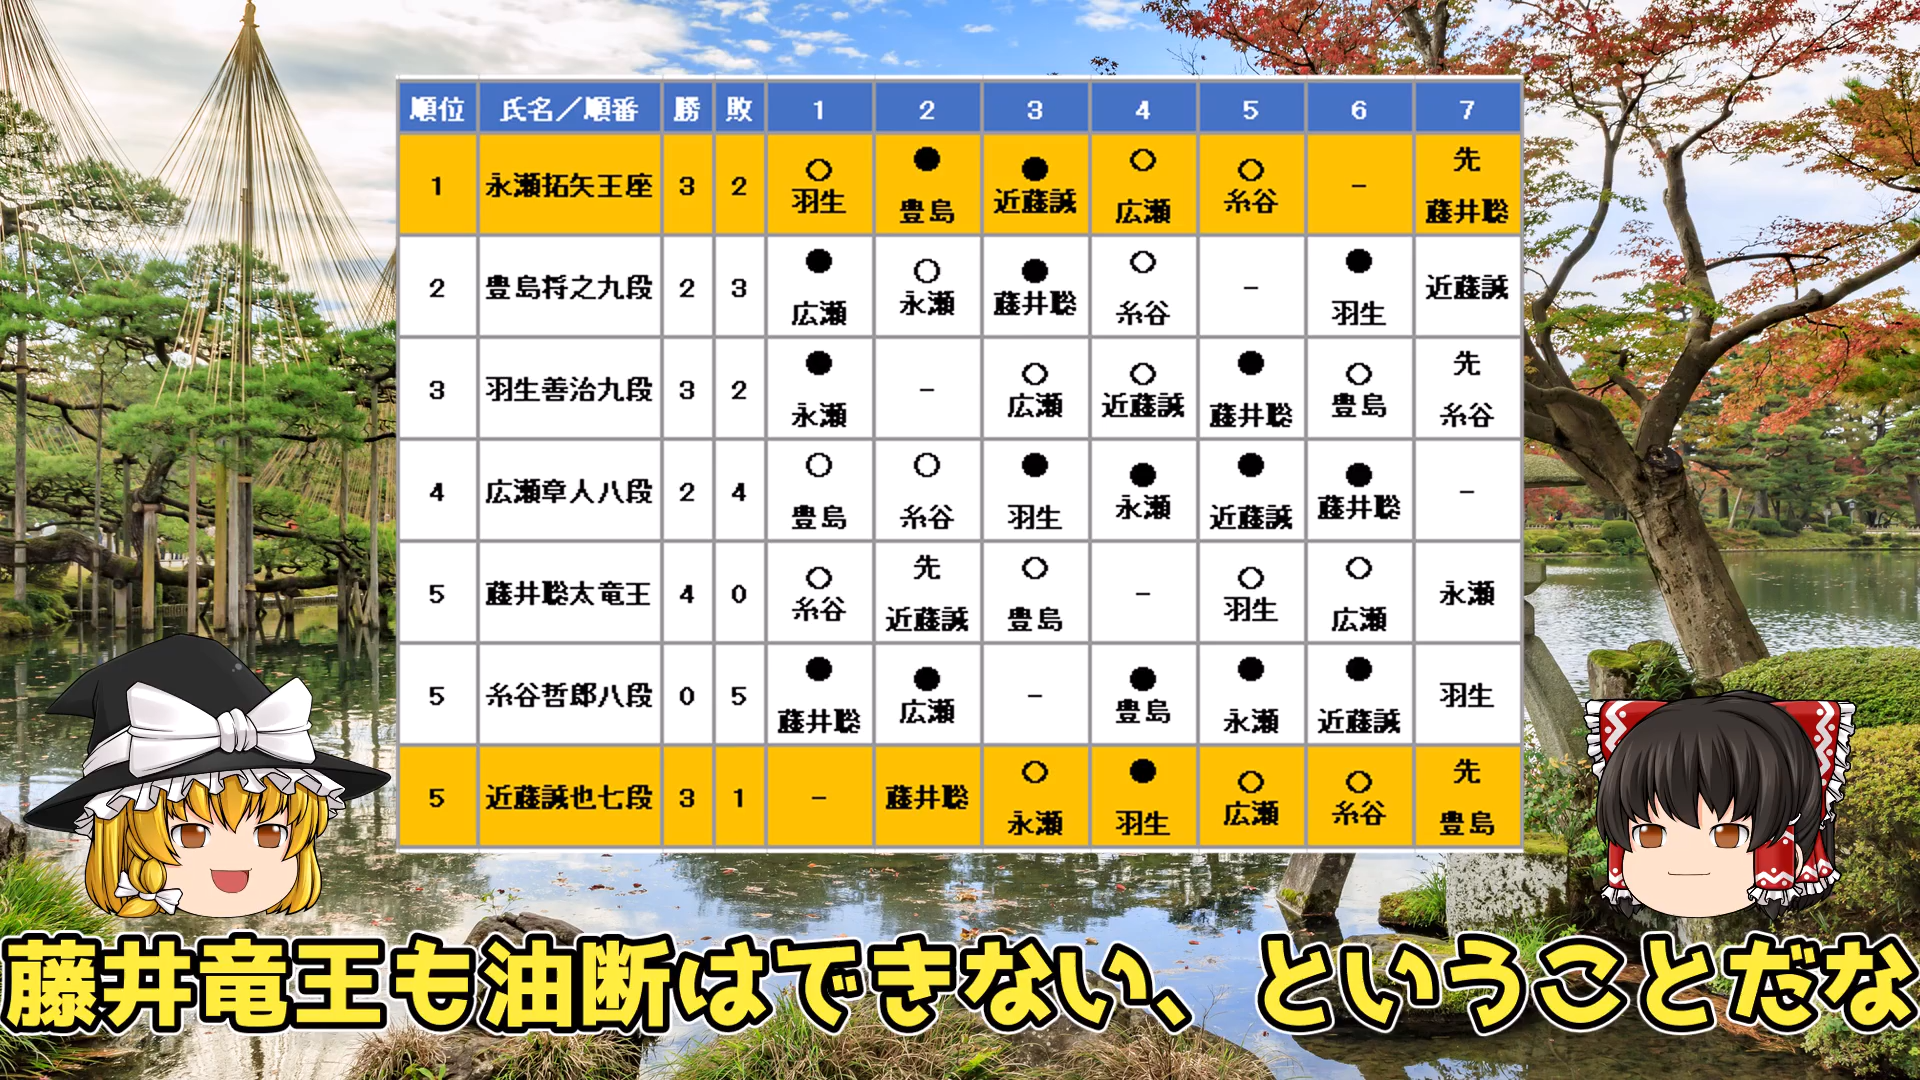 順位 氏名／順番 勝 敗 1 2 3 4 5 6 7
1 永瀬拓矢王座 3 2 ○羽生 ●豊島 ●近藤誠 ○広瀬 ○糸谷 － 先 藤井聡
2 豊島将之九段 2 3 ●広瀬 ○永瀬 ●藤井聡 ○糸谷 － ●羽生 近藤誠
3 羽生善治九段 3 2 ●永瀬 － ○広瀬 ○近藤誠 ●藤井聡 ○豊島 先 糸谷
4 広瀬章人八段 2 4 ○豊島 ○糸谷 ●羽生 ●永瀬 ●近藤誠 ●藤井聡 －
5 藤井聡太竜王 4 0 ○糸谷 先 近藤誠 ○豊島 － ○羽生 ○広瀬 永瀬
5 糸谷哲郎八段 0 5 ●藤井聡 ●広瀬 － ●豊島 ●永瀬 ●近藤誠 羽生
5 近藤誠也七段 3 1 － 藤井聡 ○永瀬 ●羽生 ○広瀬 ○糸谷 先 豊島
藤井竜王も油断はできない、ということだな